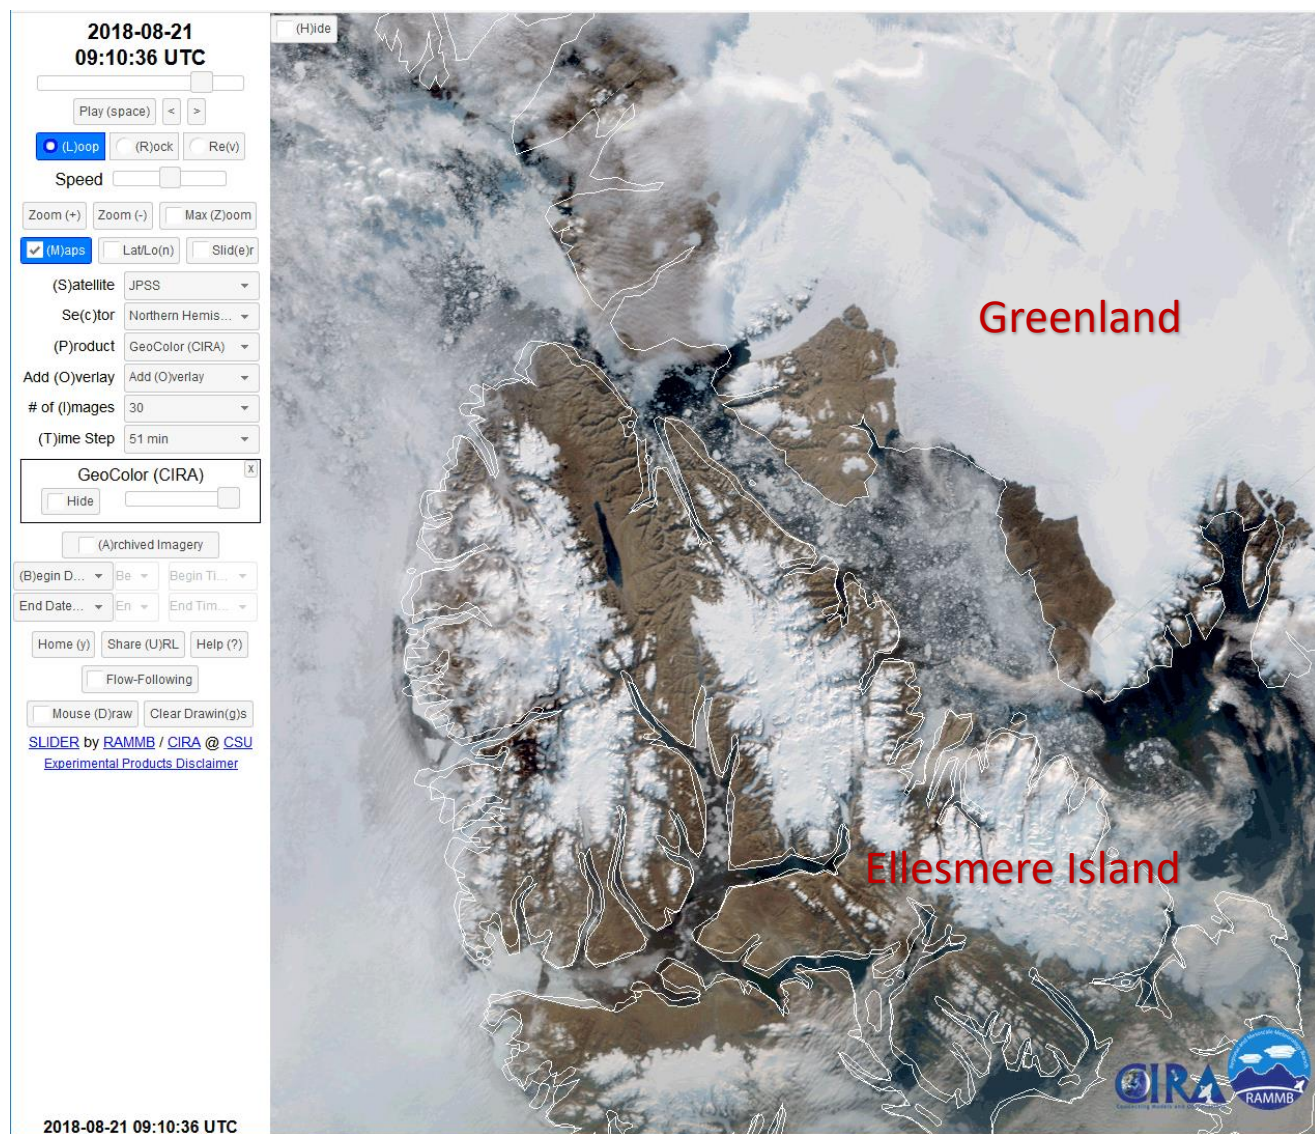 2018-08-21
09:10:36 UTC
(H)ide
Play (space) < >
(L)oop (R)ock Re(v)
Speed
Zoom (+) Zoom (-) Max (Z)oom
(M)aps Lat/Lo(n) Slid(e)r
(S)atellite JPSS
Se(c)tor Northern Hemis...
(P)roduct GeoColor (CIRA)
Add (O)verlay Add (O)verlay
# of (I)mages 30
(T)ime Step 51 min
GeoColor (CIRA) X
Hide
(A)rchived Imagery
(B)egin D... Be Begin Ti...
End Date... En End Tim...
Home (y) Share (U)RL Help (?)
Flow-Following
Mouse (D)raw Clear Drawin(g)s
SLIDER by RAMMB / CIRA @ CSU
Experimental Products Disclaimer
2018-08-21 09:10:36 UTC
Greenland
Ellesmere Island
CIRA
RAMMB